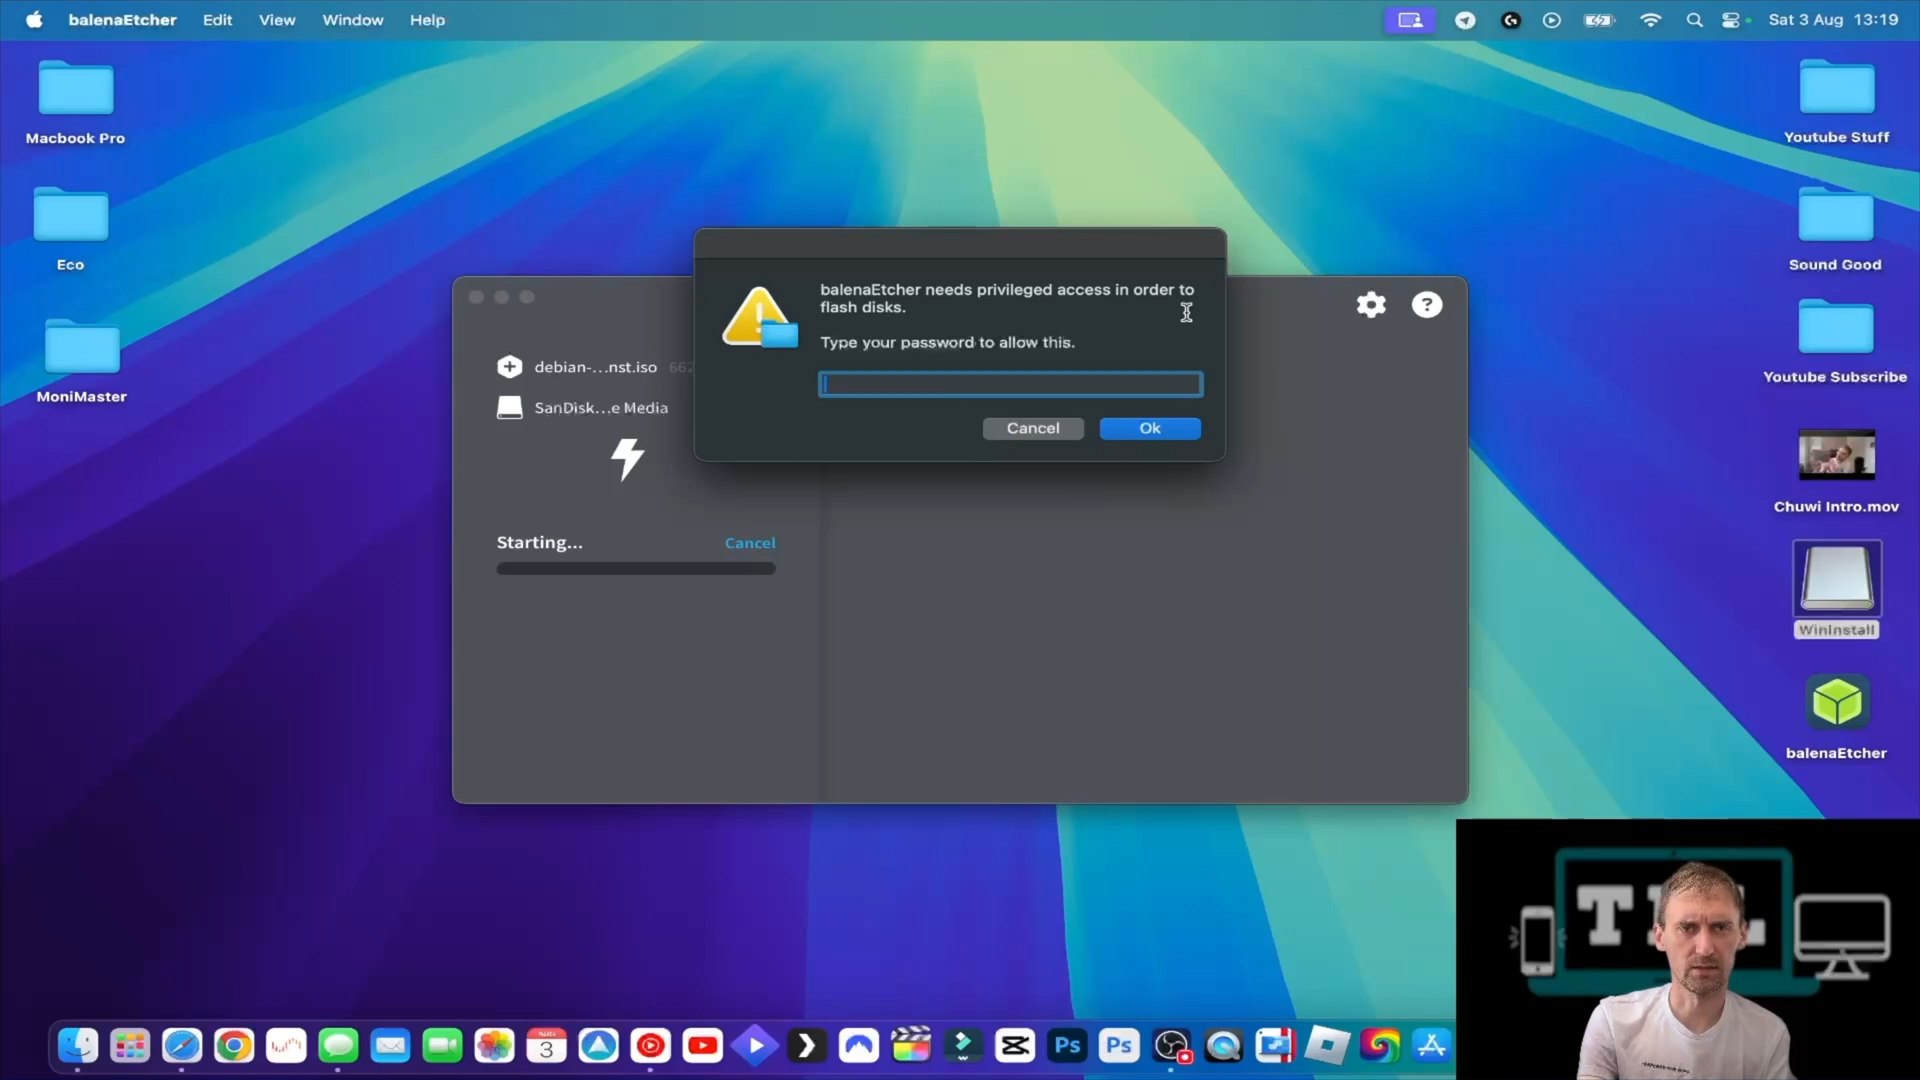 balenaEtcher Edit View Window Help Sat 3 Aug 13:19
Macbook Pro
Eco
MoniMaster
Youtube Stuff
Sound Good
Youtube Subscribe
Chuwi Intro.mov
WinInstall
balenaEtcher
balenaEtcher needs privileged access in order to
flash disks.
Type your password to allow this.
Cancel Ok
debian-...nst.iso
SanDisk...e Media
Starting... Cancel
AUG
3
Ps
Ps